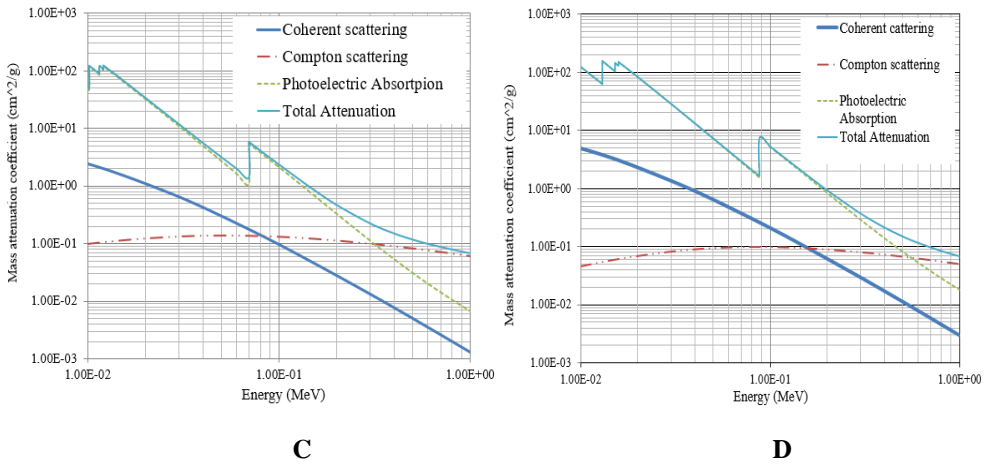 1.00E+03
1.00E+02
1.00E+01
1.00E+00
1.00E-01
1.00E-02
1.00E-03
Mass attenuation coefficient (cm^2/g)
Coherent scattering
Compton scattering
Photoelectric Absortpion
Total Attenuation
1.00E-02
1.00E-01
1.00E+00
Energy (MeV)
C
1.00E+03
1.00E+02
1.00E+01
1.00E+00
1.00E-01
1.00E-02
1.00E-03
Mass attenuation coefficient (cm^2/g)
Coherent cattering
Compton scattering
Photoelectric
Absorption
Total Attenuation
1.00E-02
1.00E-01
1.00E+00
Energy (MeV)
D